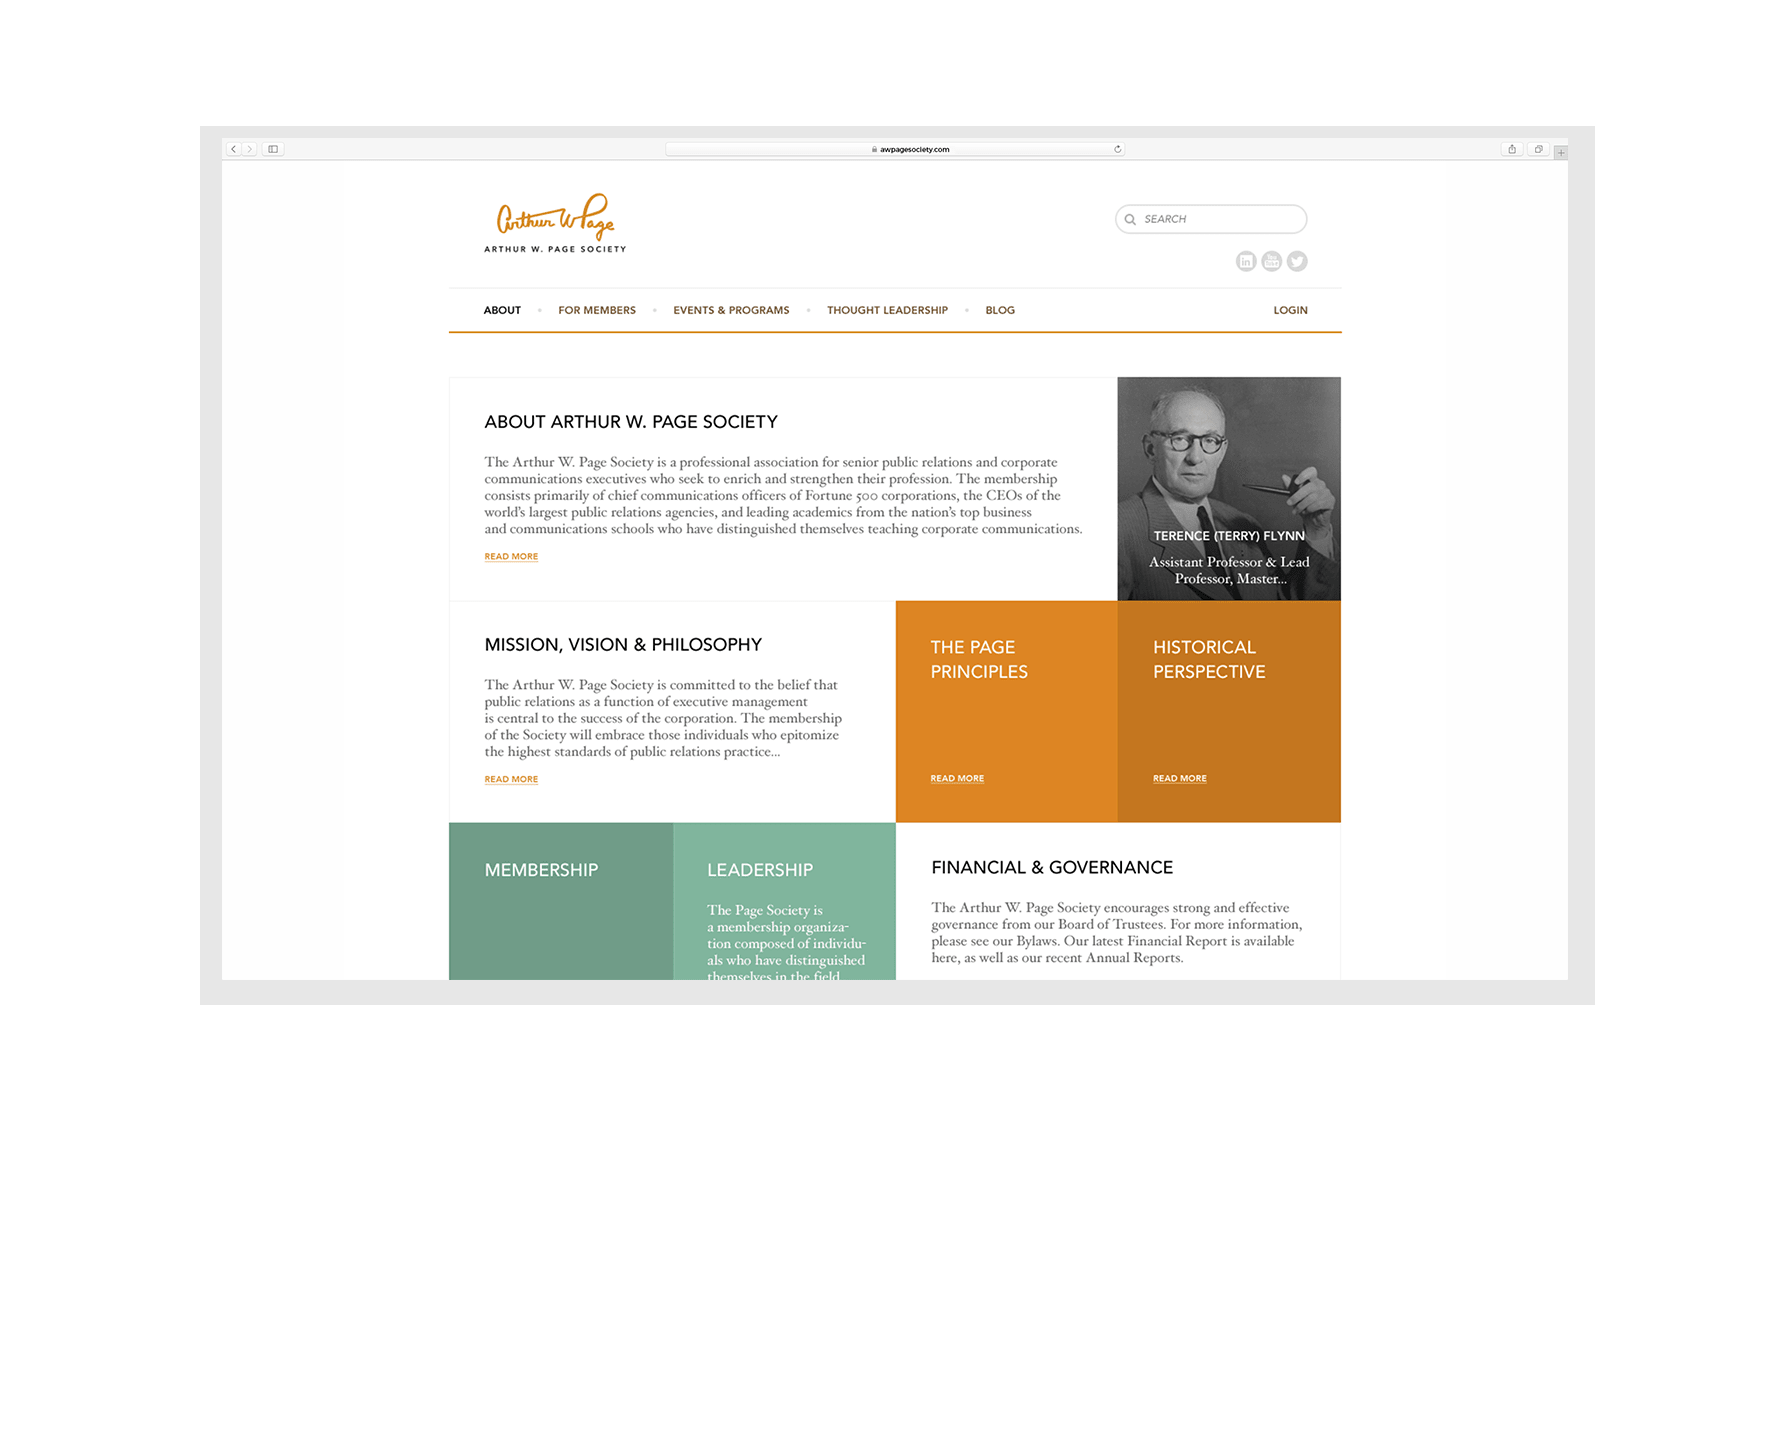 awpagesociety.com
Arthur W Page
ARTHUR W. PAGE SOCIETY
SEARCH
in
You
Tube
ABOUT • FOR MEMBERS • EVENTS & PROGRAMS • THOUGHT LEADERSHIP • BLOG
LOGIN
ABOUT ARTHUR W. PAGE SOCIETY
The Arthur W. Page Society is a professional association for senior public relations and corporate
communications executives who seek to enrich and strengthen their profession. The membership
consists primarily of chief communications officers of Fortune 500 corporations, the CEOs of the
world’s largest public relations agencies, and leading academics from the nation’s top business
and communications schools who have distinguished themselves teaching corporate communications.
READ MORE
TERENCE (TERRY) FLYNN
Assistant Professor & Lead
Professor, Master...
MISSION, VISION & PHILOSOPHY
The Arthur W. Page Society is committed to the belief that
public relations as a function of executive management
is central to the success of the corporation. The membership
of the Society will embrace those individuals who epitomize
the highest standards of public relations practice...
READ MORE
THE PAGE
PRINCIPLES
READ MORE
HISTORICAL
PERSPECTIVE
READ MORE
MEMBERSHIP
LEADERSHIP
The Page Society is
a membership organiza-
tion composed of individu-
als who have distinguished
themselves in the field
FINANCIAL & GOVERNANCE
The Arthur W. Page Society encourages strong and effective
governance from our Board of Trustees. For more information,
please see our Bylaws. Our latest Financial Report is available
here, as well as our recent Annual Reports.